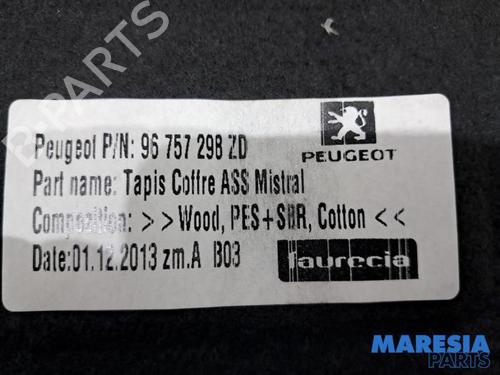 B-PARTS
Peugeot P/N: 96 757 298 ZD
PEUGEOT
Part name: Tapis Coffre ASS Mistral
Composition: >>Wood, PES+SBR, Cotton<<
Date:01.12.2013 zm.A B03
faurecia
MARESIA
PARTS